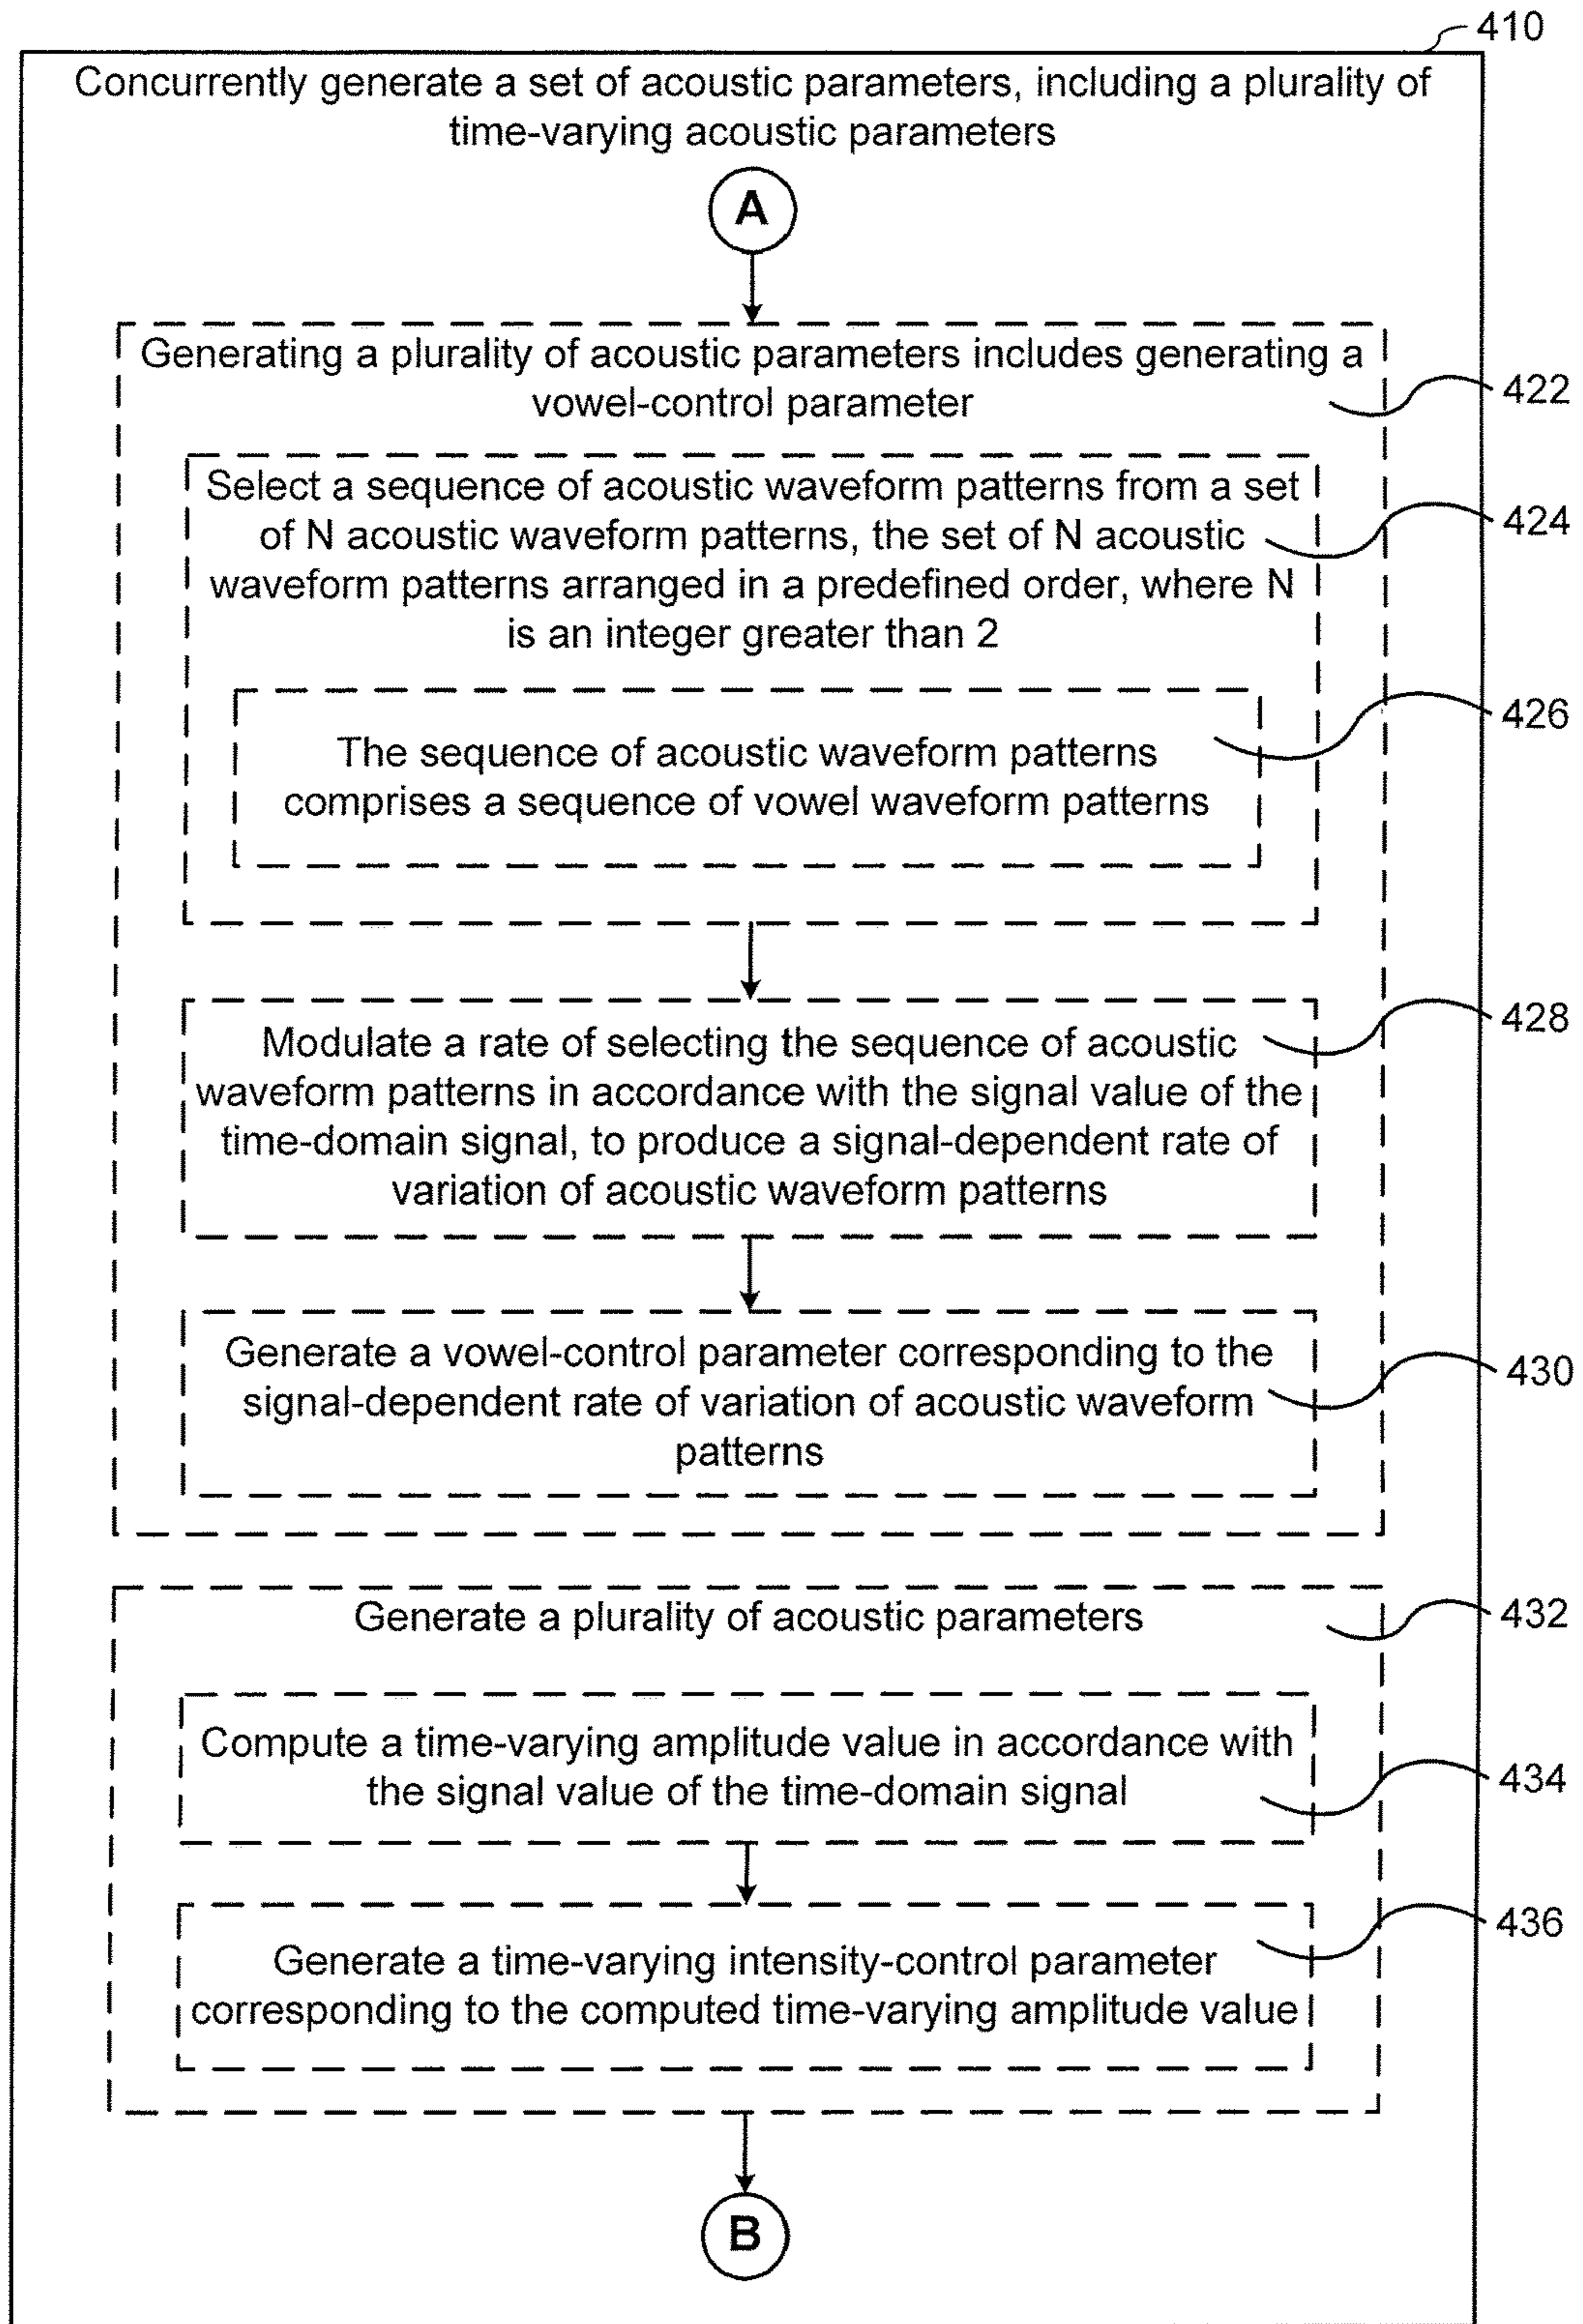 410
Concurrently generate a set of acoustic parameters, including a plurality of
time-varying acoustic parameters
A
Generating a plurality of acoustic parameters includes generating a
vowel-control parameter
422
Select a sequence of acoustic waveform patterns from a set
of N acoustic waveform patterns, the set of N acoustic
waveform patterns arranged in a predefined order, where N
is an integer greater than 2
424
The sequence of acoustic waveform patterns
comprises a sequence of vowel waveform patterns
426
Modulate a rate of selecting the sequence of acoustic
waveform patterns in accordance with the signal value of the
time-domain signal, to produce a signal-dependent rate of
variation of acoustic waveform patterns
428
Generate a vowel-control parameter corresponding to the
signal-dependent rate of variation of acoustic waveform
patterns
430
Generate a plurality of acoustic parameters
432
Compute a time-varying amplitude value in accordance with
the signal value of the time-domain signal
434
Generate a time-varying intensity-control parameter
corresponding to the computed time-varying amplitude value
436
B